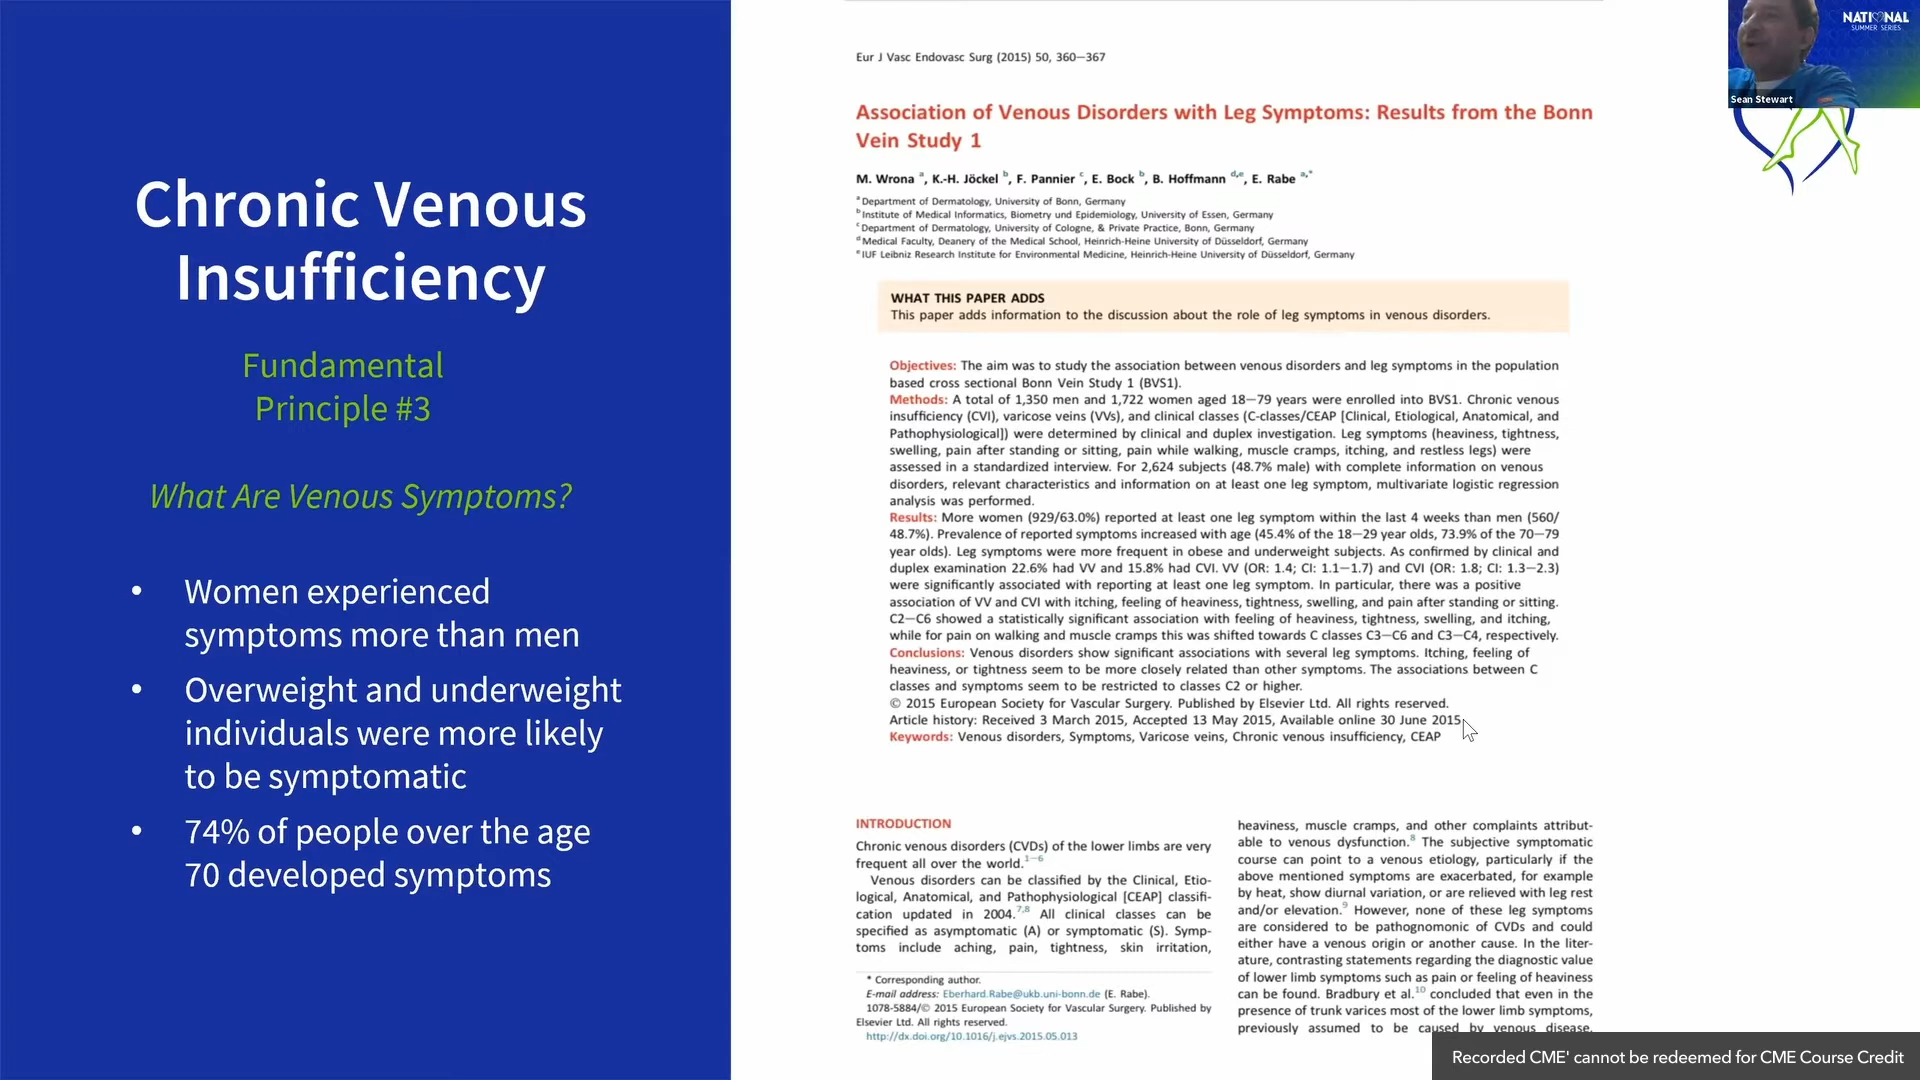 Chronic Venous
Insufficiency
Fundamental
Principle #3
What Are Venous Symptoms?
• Women experienced
symptoms more than men
• Overweight and underweight
individuals were more likely
to be symptomatic
• 74% of people over the age
70 developed symptoms
Eur J Vasc Endovasc Surg (2015) 50, 360–367
Association of Venous Disorders with Leg Symptoms: Results from the Bonn
Vein Study 1
M. Wrona a, K.-H. Jöckel b, F. Pannier c, E. Bock b, B. Hoffmann d,e, E. Rabe a,*
a Department of Dermatology, University of Bonn, Germany
b Institute of Medical Informatics, Biometry und Epidemiology, University of Essen, Germany
c Department of Dermatology, University of Cologne, & Private Practice, Bonn, Germany
d Medical Faculty, Deanery of the Medical School, Heinrich-Heine University of Düsseldorf, Germany
e IUF Leibniz Research Institute for Environmental Medicine, Heinrich-Heine University of Düsseldorf, Germany
WHAT THIS PAPER ADDS
This paper adds information to the discussion about the role of leg symptoms in venous disorders.
Objectives: The aim was to study the association between venous disorders and leg symptoms in the population
based cross sectional Bonn Vein Study 1 (BVS1).
Methods: A total of 1,350 men and 1,722 women aged 18–79 years were enrolled into BVS1. Chronic venous
insufficiency (CVI), varicose veins (VVs), and clinical classes (C-classes/CEAP [Clinical, Etiological, Anatomical, and
Pathophysiological]) were determined by clinical and duplex investigation. Leg symptoms (heaviness, tightness,
swelling, pain after standing or sitting, pain while walking, muscle cramps, itching, and restless legs) were
assessed in a standardized interview. For 2,624 subjects (48.7% male) with complete information on venous
disorders, relevant characteristics and information on at least one leg symptom, multivariate logistic regression
analysis was performed.
Results: More women (929/63.0%) reported at least one leg symptom within the last 4 weeks than men (560/
48.7%). Prevalence of reported symptoms increased with age (45.4% of the 18–29 year olds, 73.9% of the 70–79
year olds). Leg symptoms were more frequent in obese and underweight subjects. As confirmed by clinical and
duplex examination 22.6% had VV and 15.8% had CVI. VV (OR: 1.4; CI: 1.1–1.7) and CVI (OR: 1.8; CI: 1.3–2.3)
were significantly associated with reporting at least one leg symptom. In particular, there was a positive
association of VV and CVI with itching, feeling of heaviness, tightness, swelling, and pain after standing or sitting.
C2–C6 showed a statistically significant association with feeling of heaviness, tightness, swelling, and itching,
while for pain on walking and muscle cramps this was shifted towards C classes C3–C6 and C3–C4, respectively.
Conclusions: Venous disorders show significant associations with several leg symptoms. Itching, feeling of
heaviness, or tightness seem to be more closely related than other symptoms. The associations between C
classes and symptoms seem to be restricted to classes C2 or higher.
© 2015 European Society for Vascular Surgery. Published by Elsevier Ltd. All rights reserved.
Article history: Received 3 March 2015, Accepted 13 May 2015, Available online 30 June 2015
Keywords: Venous disorders, Symptoms, Varicose veins, Chronic venous insufficiency, CEAP
INTRODUCTION
Chronic venous disorders (CVDs) of the lower limbs are very
frequent all over the world.1–6
Venous disorders can be classified by the Clinical, Etio-
logical, Anatomical, and Pathophysiological [CEAP] classifi-
cation updated in 2004.7,8 All clinical classes can be
specified as asymptomatic (A) or symptomatic (S). Symp-
toms include aching, pain, tightness, skin irritation,
* Corresponding author.
E-mail address: Eberhard.Rabe@ukb.uni-bonn.de (E. Rabe).
1078-5884/© 2015 European Society for Vascular Surgery. Published by
Elsevier Ltd. All rights reserved.
http://dx.doi.org/10.1016/j.ejvs.2015.05.013
heaviness, muscle cramps, and other complaints attribut-
able to venous dysfunction.8 The subjective symptomatic
course can point to a venous etiology, particularly if the
above mentioned symptoms are exacerbated, for example
by heat, show diurnal variation, or are relieved with leg rest
and/or elevation.9 However, none of these leg symptoms
are considered to be pathognomonic of CVDs and could
either have a venous origin or another cause. In the liter-
ature, contrasting statements regarding the diagnostic value
of lower limb symptoms such as pain or feeling of heaviness
can be found. Bradbury et al.10 concluded that even in the
presence of trunk varices most of the lower limb symptoms,
previously assumed to be caused by venous disease,
NATIONAL
SUMMER SERIES
Sean Stewart
Recorded CME' cannot be redeemed for CME Course Credit